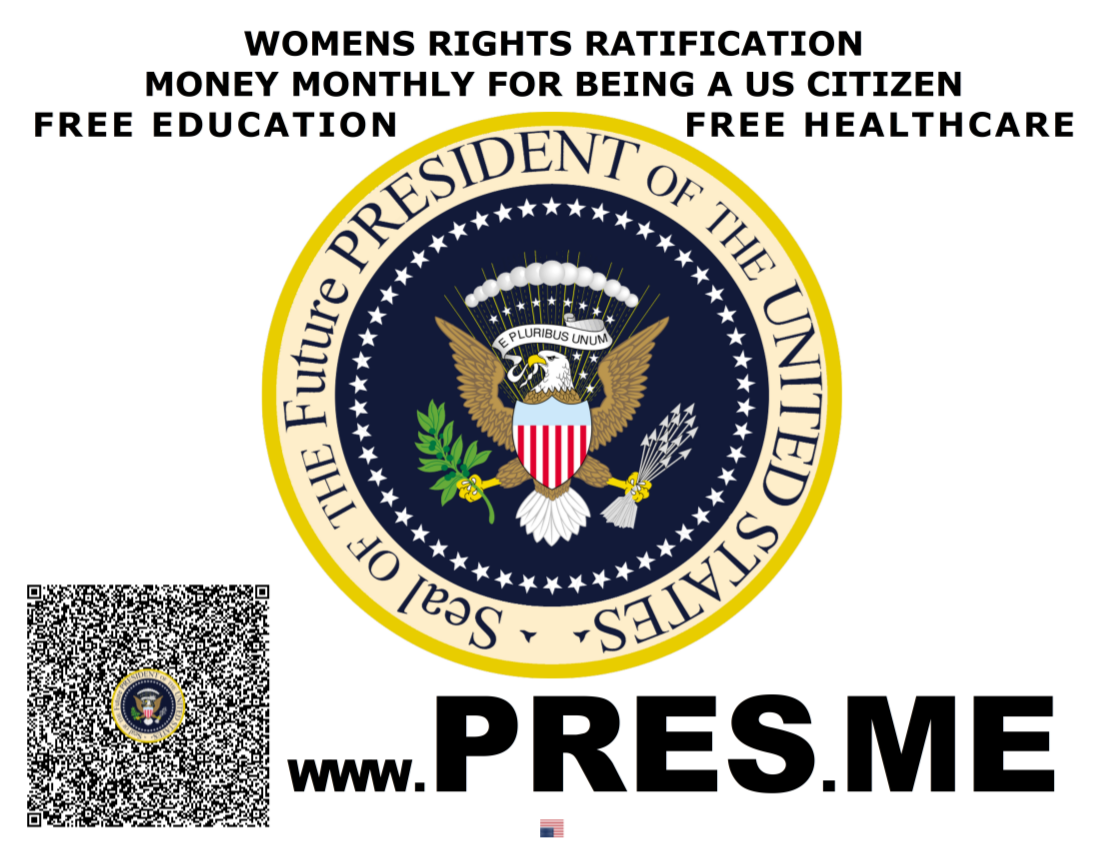 WOMENS RIGHTS RATIFICATION
MONEY MONTHLY FOR BEING A US CITIZEN
FREE EDUCATION FREE HEALTHCARE
Seal OF THE Future PRESIDENT OF THE UNITED STATES
E PLURIBUS UNUM
www.PRES.ME